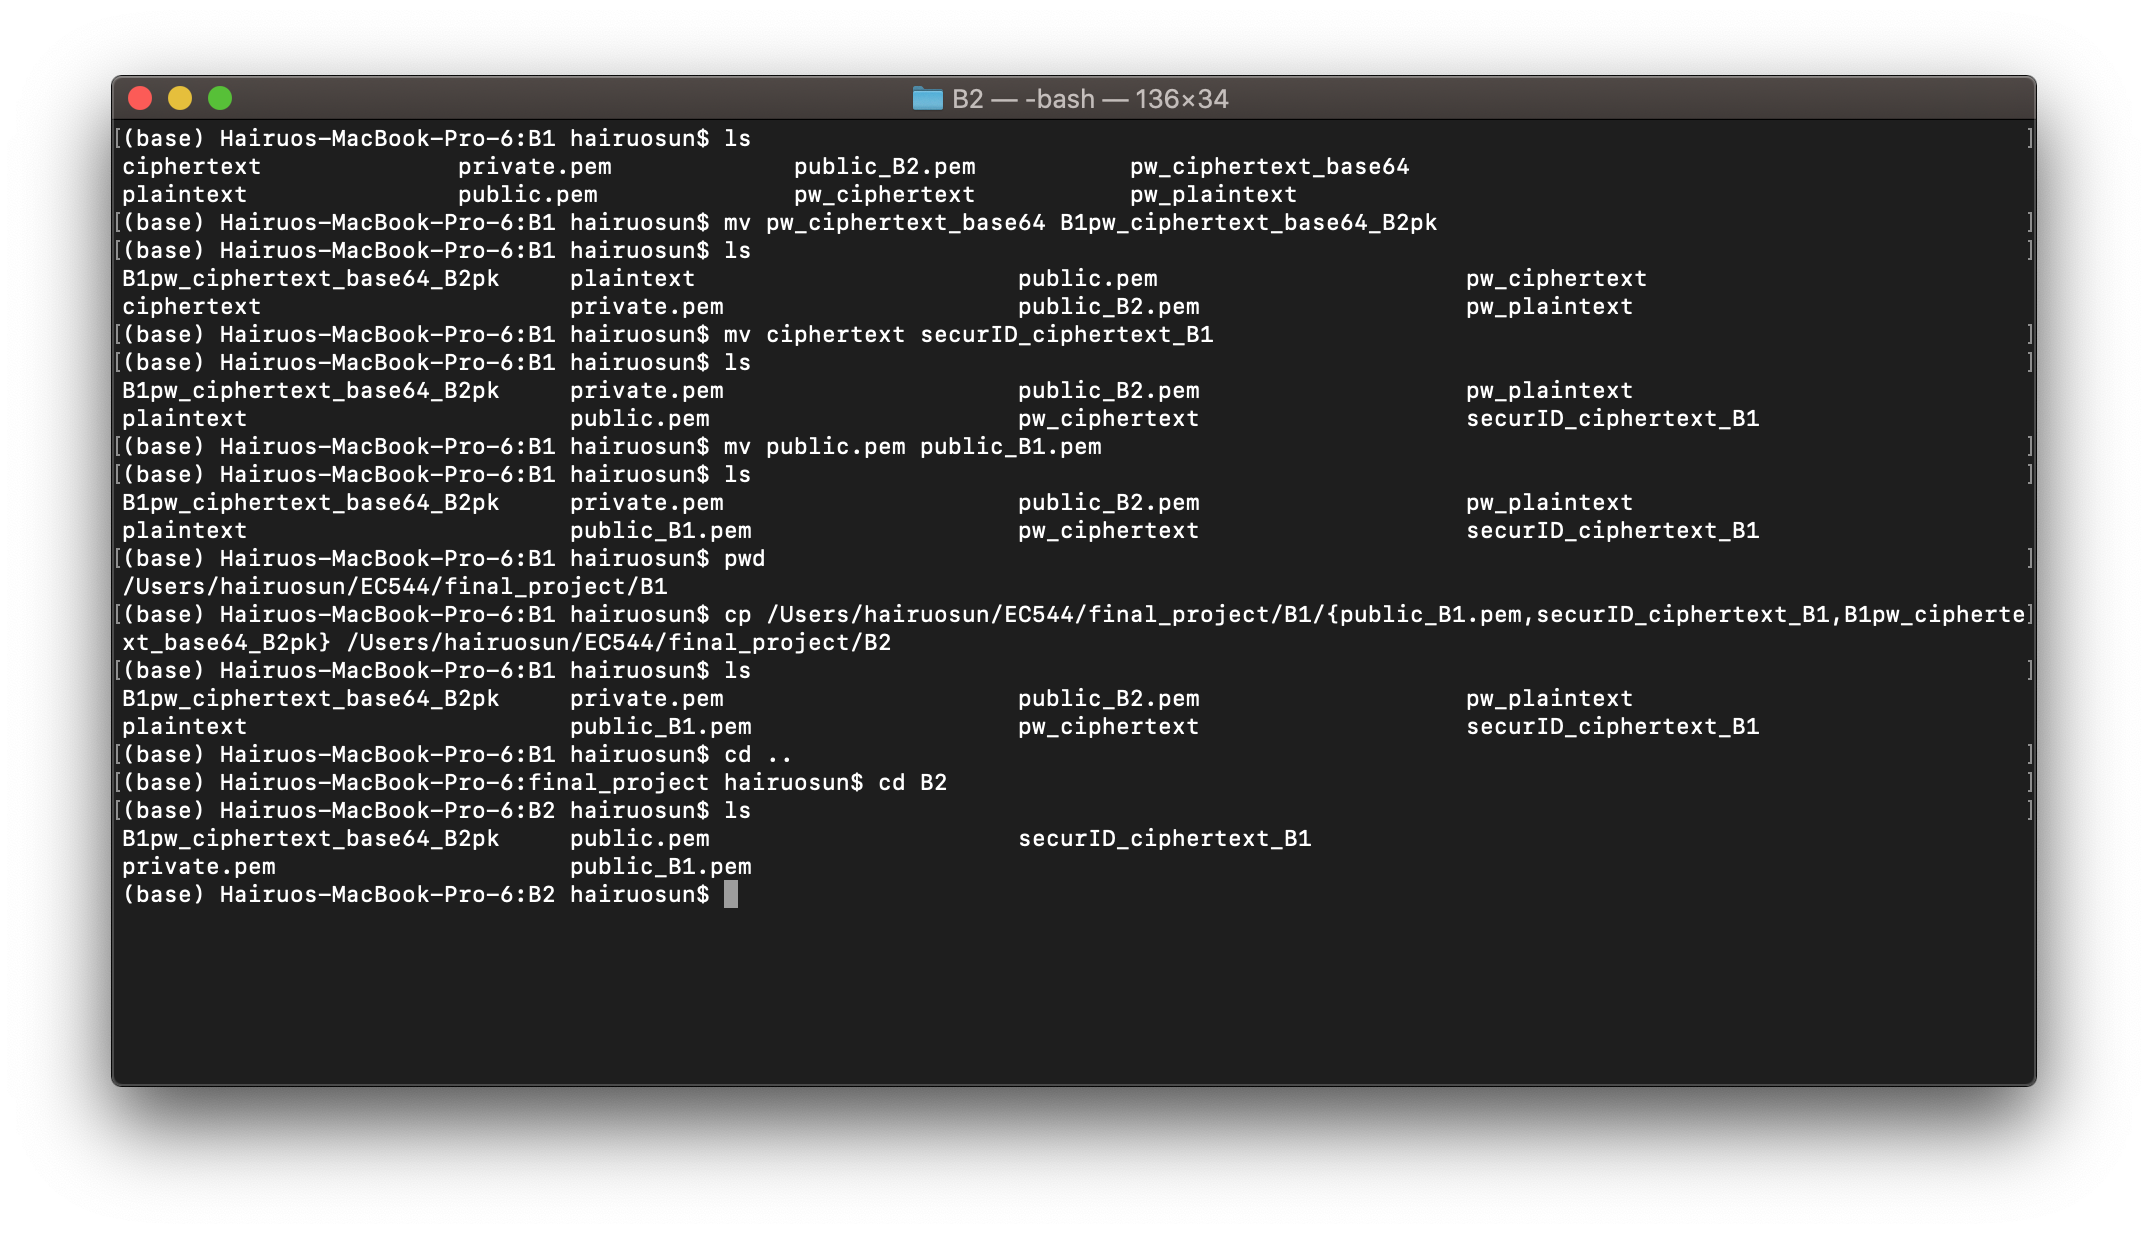 B2 — -bash — 136×34
[(base) Hairuos-MacBook-Pro-6:B1 hairuosun$ ls ]
ciphertext private.pem public_B2.pem pw_ciphertext_base64
plaintext public.pem pw_ciphertext pw_plaintext
[(base) Hairuos-MacBook-Pro-6:B1 hairuosun$ mv pw_ciphertext_base64 B1pw_ciphertext_base64_B2pk ]
[(base) Hairuos-MacBook-Pro-6:B1 hairuosun$ ls ]
B1pw_ciphertext_base64_B2pk plaintext public.pem pw_ciphertext
ciphertext private.pem public_B2.pem pw_plaintext
[(base) Hairuos-MacBook-Pro-6:B1 hairuosun$ mv ciphertext securID_ciphertext_B1 ]
[(base) Hairuos-MacBook-Pro-6:B1 hairuosun$ ls ]
B1pw_ciphertext_base64_B2pk private.pem public_B2.pem pw_plaintext
plaintext public.pem pw_ciphertext securID_ciphertext_B1
[(base) Hairuos-MacBook-Pro-6:B1 hairuosun$ mv public.pem public_B1.pem ]
[(base) Hairuos-MacBook-Pro-6:B1 hairuosun$ ls ]
B1pw_ciphertext_base64_B2pk private.pem public_B2.pem pw_plaintext
plaintext public_B1.pem pw_ciphertext securID_ciphertext_B1
[(base) Hairuos-MacBook-Pro-6:B1 hairuosun$ pwd ]
/Users/hairuosun/EC544/final_project/B1
[(base) Hairuos-MacBook-Pro-6:B1 hairuosun$ cp /Users/hairuosun/EC544/final_project/B1/{public_B1.pem,securID_ciphertext_B1,B1pw_cipherte]
xt_base64_B2pk} /Users/hairuosun/EC544/final_project/B2
[(base) Hairuos-MacBook-Pro-6:B1 hairuosun$ ls ]
B1pw_ciphertext_base64_B2pk private.pem public_B2.pem pw_plaintext
plaintext public_B1.pem pw_ciphertext securID_ciphertext_B1
[(base) Hairuos-MacBook-Pro-6:B1 hairuosun$ cd .. ]
[(base) Hairuos-MacBook-Pro-6:final_project hairuosun$ cd B2 ]
[(base) Hairuos-MacBook-Pro-6:B2 hairuosun$ ls ]
B1pw_ciphertext_base64_B2pk public.pem securID_ciphertext_B1
private.pem public_B1.pem
(base) Hairuos-MacBook-Pro-6:B2 hairuosun$